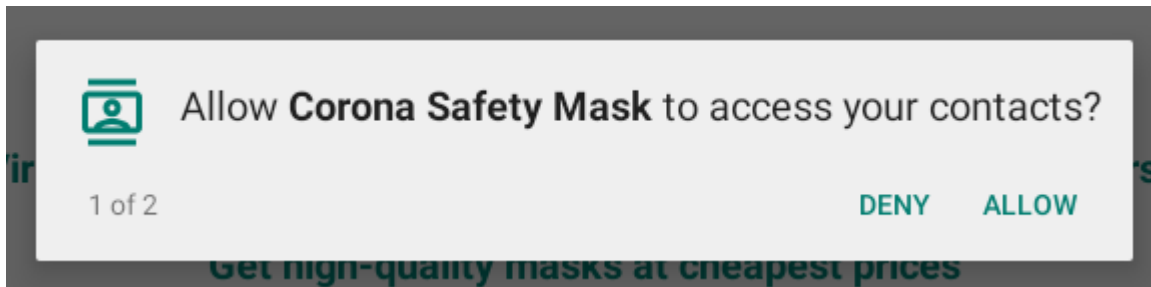 Allow Corona Safety Mask to access your contacts?
1 of 2
DENY ALLOW
Get high-quality masks at cheapest prices